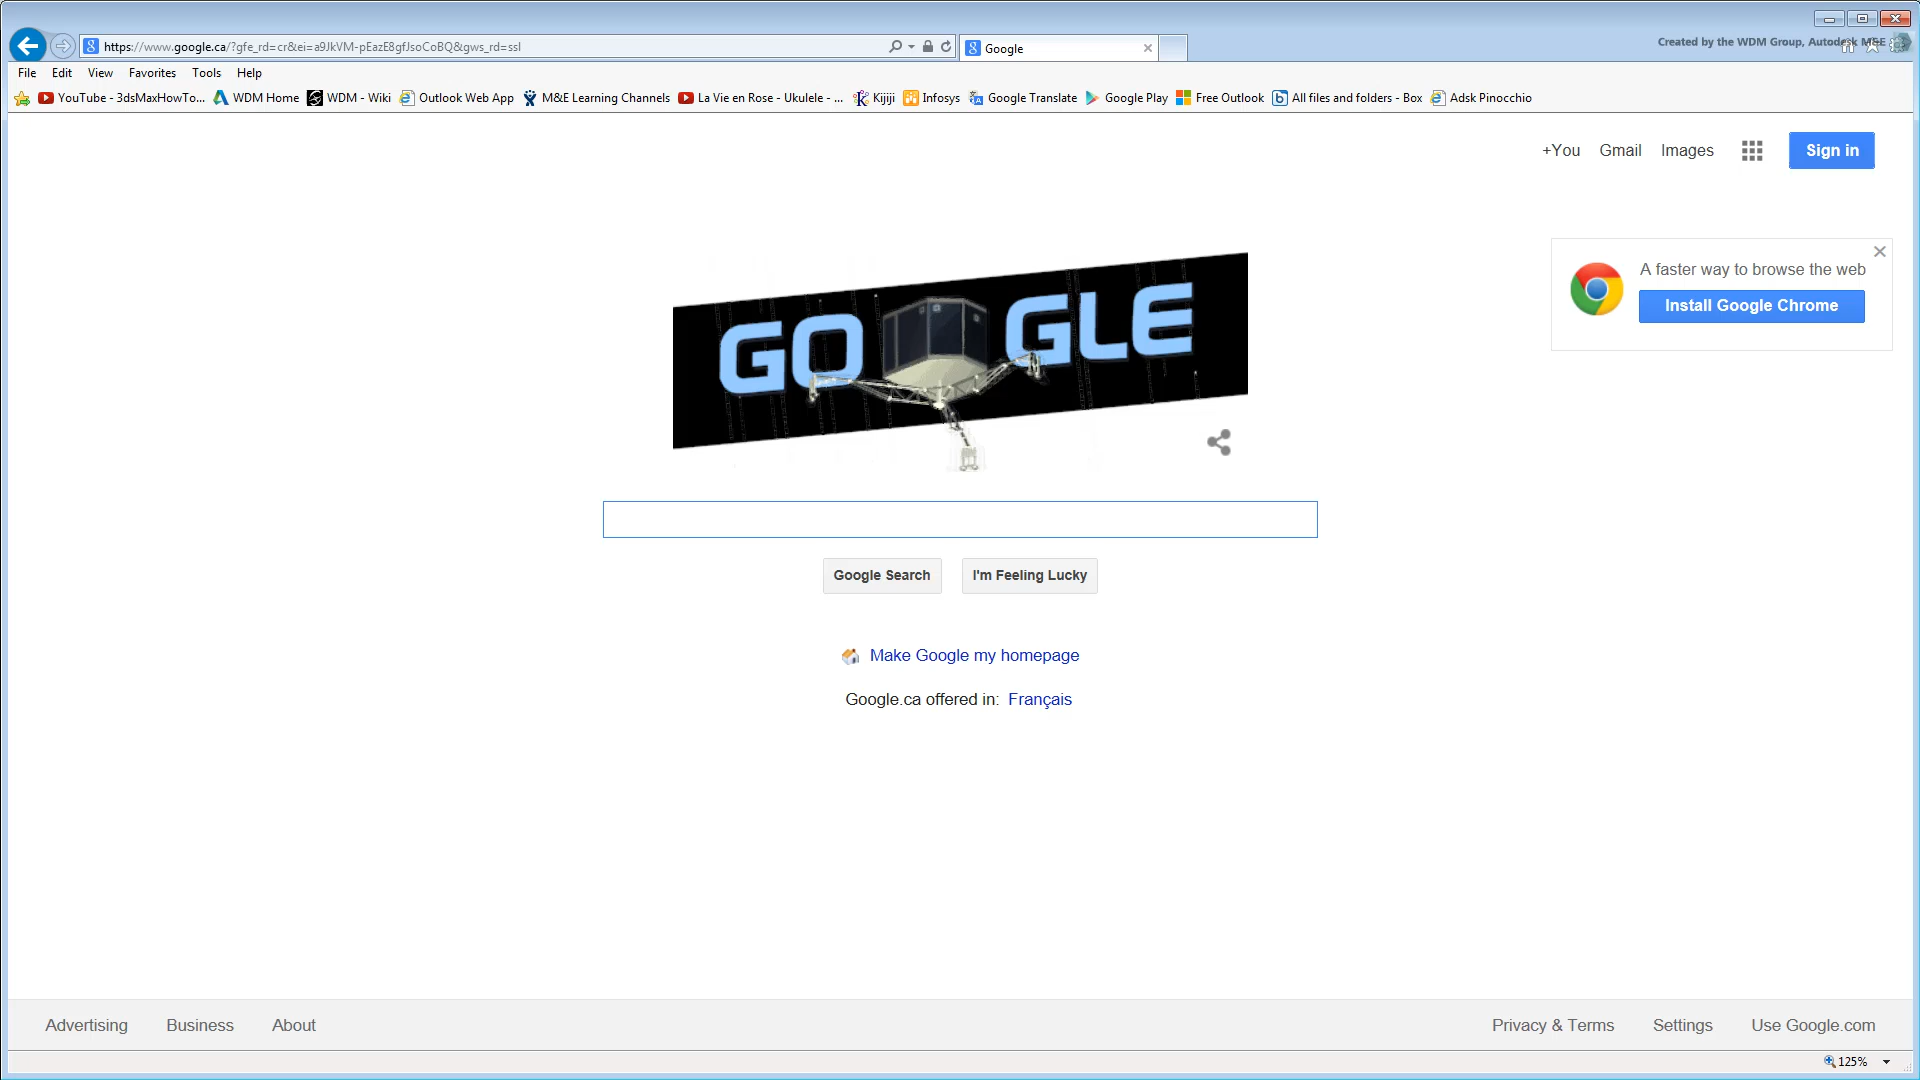 https://www.google.ca/?gfe_rd=cr&ei=a9JkVM-pEazE8gfJsoCoBQ&gws_rd=ssl
Google
Created by the WDM Group, Autodesk M&E
File Edit View Favorites Tools Help
YouTube - 3dsMaxHowTo... WDM Home WDM - Wiki Outlook Web App M&E Learning Channels La Vie en Rose - Ukulele - ... Kijiji Infosys Google Translate Google Play Free Outlook All files and folders - Box Adsk Pinocchio
+You Gmail Images Sign in
A faster way to browse the web
Install Google Chrome
GO GLE
Google Search I'm Feeling Lucky
Make Google my homepage
Google.ca offered in: Français
Advertising Business About Privacy & Terms Settings Use Google.com
125%